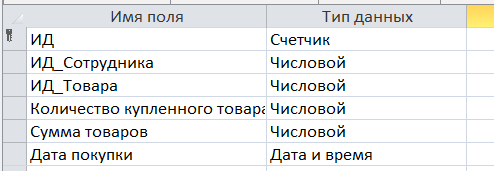 Имя поля Тип данных
ИД Счетчик
ИД_Сотрудника Числовой
ИД_Товара Числовой
Количество купленного товара Числовой
Сумма товаров Числовой
Дата покупки Дата и время